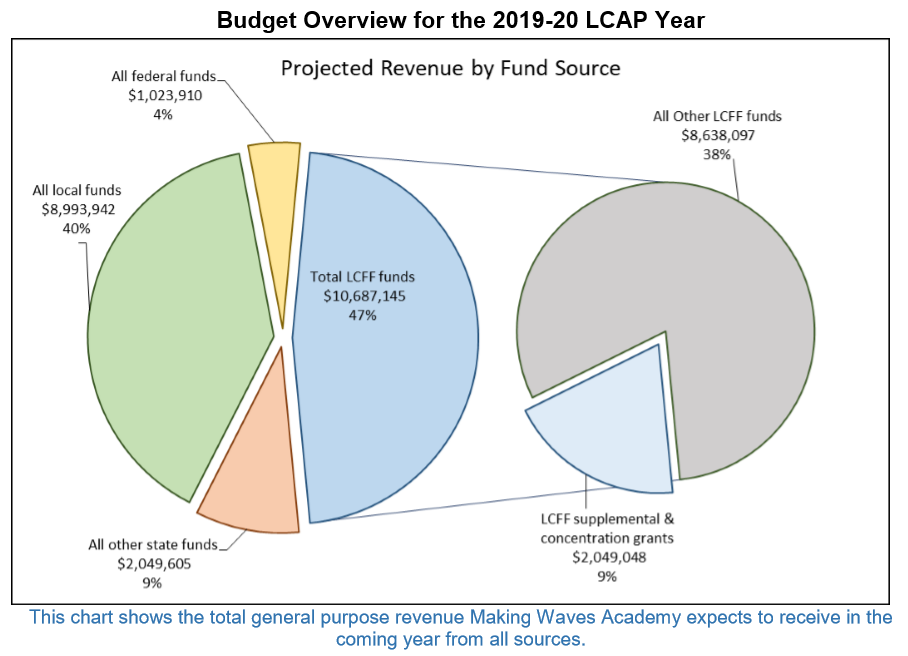 Budget Overview for the 2019-20 LCAP Year
Projected Revenue by Fund Source
All federal funds
$1,023,910
4%
All local funds
$8,993,942
40%
Total LCFF funds
$10,687,145
47%
All other state funds
$2,049,605
9%
All Other LCFF funds
$8,638,097
38%
LCFF supplemental &
concentration grants
$2,049,048
9%
This chart shows the total general purpose revenue Making Waves Academy expects to receive in the
coming year from all sources.